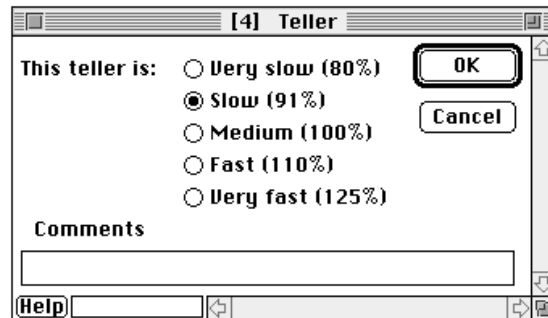 [4] Teller
This teller is:
Very slow (80%)
OK
Slow (91%)
Cancel
Medium (100%)
Fast (110%)
Very fast (125%)
Comments
Help